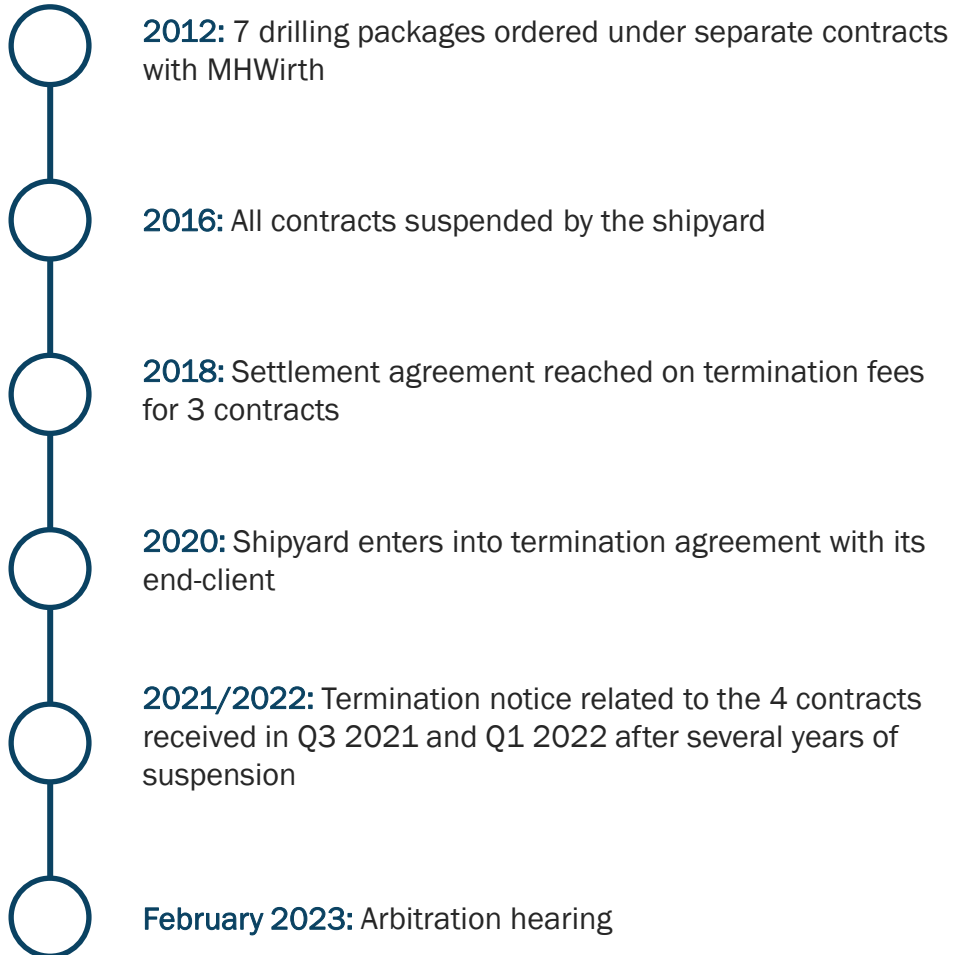 2012: 7 drilling packages ordered under separate contracts
with MHWirth
2016: All contracts suspended by the shipyard
2018: Settlement agreement reached on termination fees
for 3 contracts
2020: Shipyard enters into termination agreement with its
end-client
2021/2022: Termination notice related to the 4 contracts
received in Q3 2021 and Q1 2022 after several years of
suspension
February 2023: Arbitration hearing